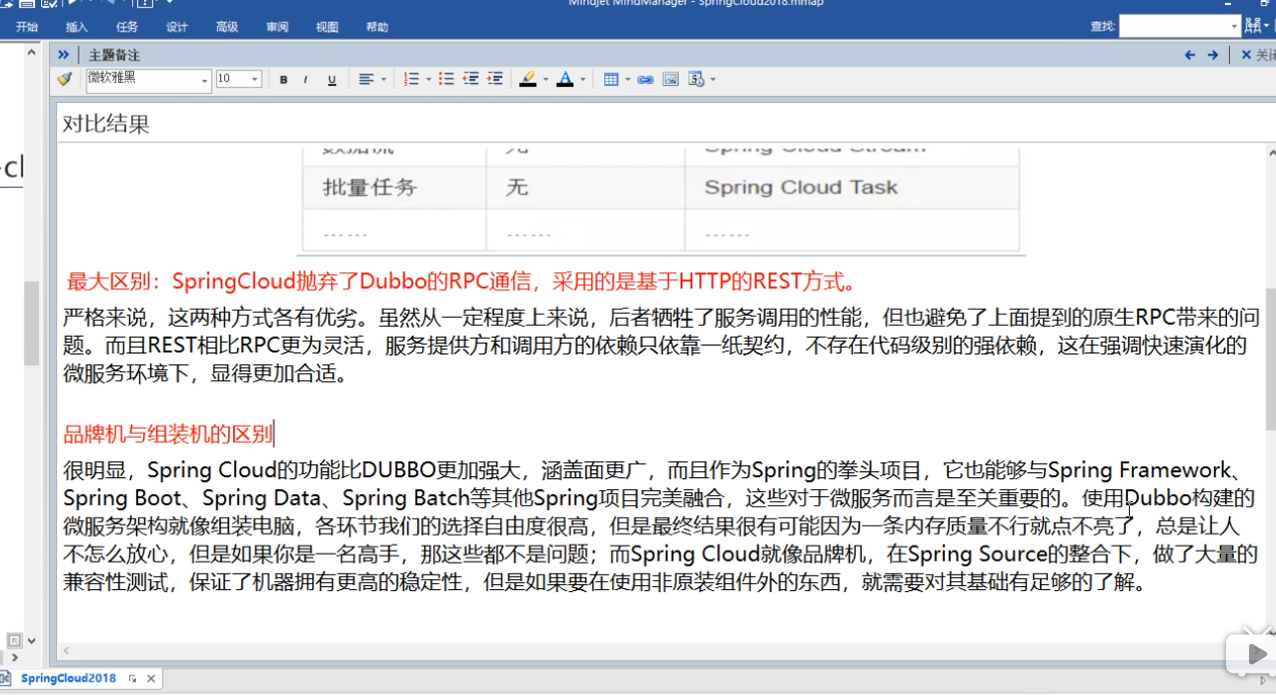 Mindjet MindManager - SpringCloud2018.mmap
开始 插入 任务 设计 高级 审阅 视图 帮助 查找:
主题备注
微软雅黑 10 B I U
对比结果
数据流 无 Spring Cloud Stream
批量任务 无 Spring Cloud Task
…… …… ……
最大区别：SpringCloud抛弃了Dubbo的RPC通信，采用的是基于HTTP的REST方式。
严格来说，这两种方式各有优劣。虽然从一定程度上来说，后者牺牲了服务调用的性能，但也避免了上面提到的原生RPC带来的问
题。而且REST相比RPC更为灵活，服务提供方和调用方的依赖只依靠一纸契约，不存在代码级别的强依赖，这在强调快速演化的
微服务环境下，显得更加合适。
品牌机与组装机的区别
很明显，Spring Cloud的功能比DUBBO更加强大，涵盖面更广，而且作为Spring的拳头项目，它也能够与Spring Framework、
Spring Boot、Spring Data、Spring Batch等其他Spring项目完美融合，这些对于微服务而言是至关重要的。使用Dubbo构建的
微服务架构就像组装电脑，各环节我们的选择自由度很高，但是最终结果很有可能因为一条内存质量不行就点不亮了，总是让人
不怎么放心，但是如果你是一名高手，那这些都不是问题；而Spring Cloud就像品牌机，在Spring Source的整合下，做了大量的
兼容性测试，保证了机器拥有更高的稳定性，但是如果要在使用非原装组件外的东西，就需要对其基础有足够的了解。
SpringCloud2018